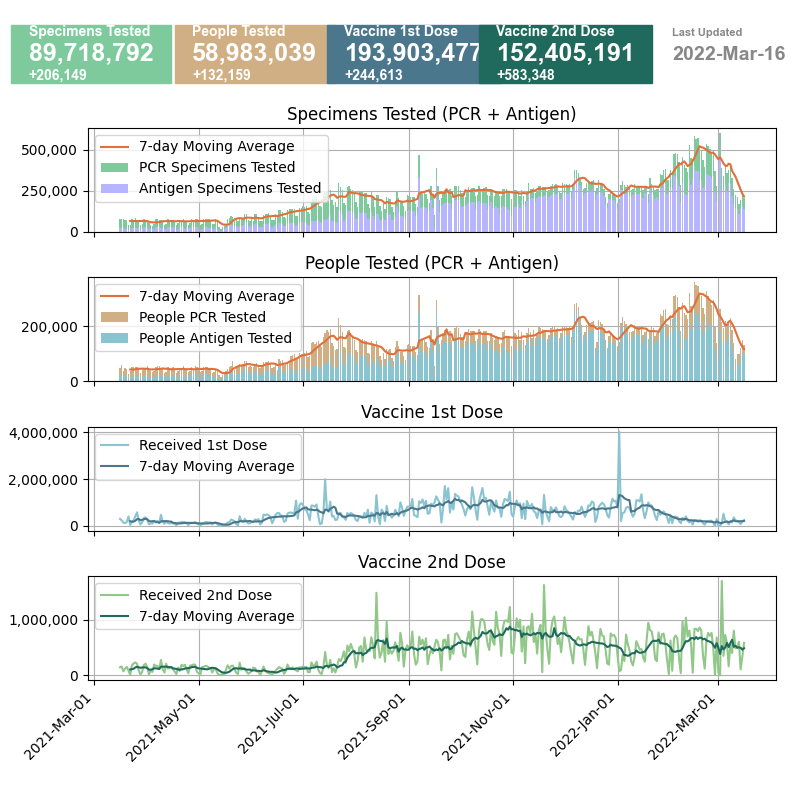 Specimens Tested
89,718,792
+206,149
People Tested
58,983,039
+132,159
Vaccine 1st Dose
193,903,477
+244,613
Vaccine 2nd Dose
152,405,191
+583,348
Last Updated
2022-Mar-16
Specimens Tested (PCR + Antigen)
7-day Moving Average
PCR Specimens Tested
Antigen Specimens Tested
500,000
250,000
0
People Tested (PCR + Antigen)
7-day Moving Average
People PCR Tested
People Antigen Tested
200,000
0
Vaccine 1st Dose
Received 1st Dose
7-day Moving Average
4,000,000
2,000,000
0
Vaccine 2nd Dose
Received 2nd Dose
7-day Moving Average
1,000,000
0
2021-Mar-01
2021-May-01
2021-Jul-01
2021-Sep-01
2021-Nov-01
2022-Jan-01
2022-Mar-01